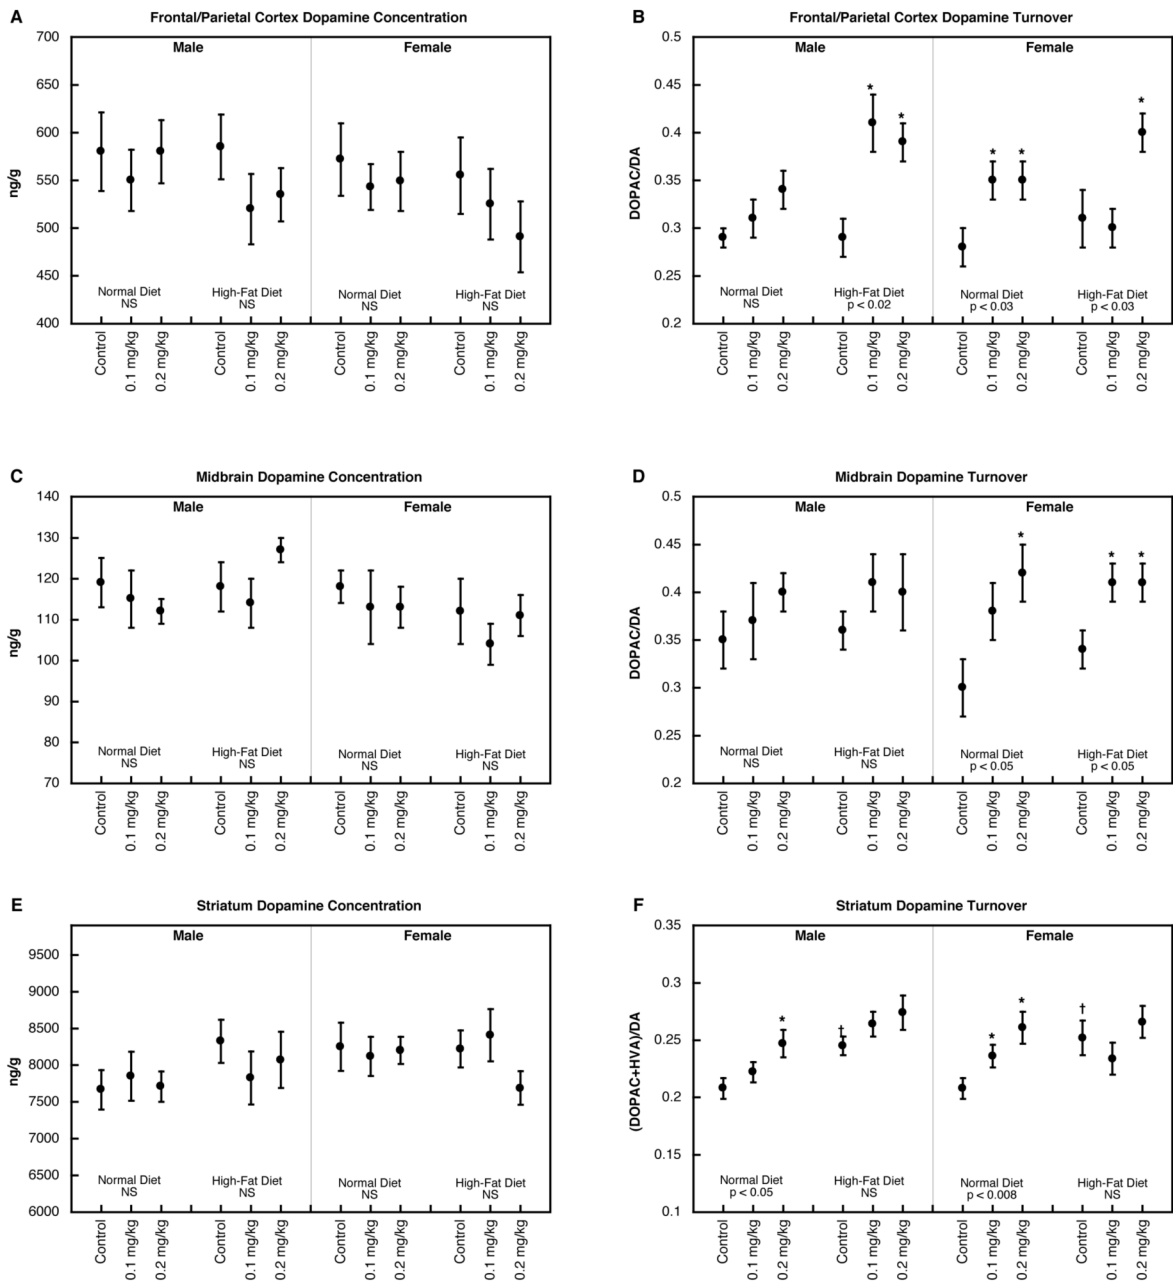 A Frontal/Parietal Cortex Dopamine Concentration
Male Female
700
650
600
550
500
450
400
ng/g
Normal Diet
NS
High-Fat Diet
NS
Normal Diet
NS
High-Fat Diet
NS
Control 0.1 mg/kg 0.2 mg/kg Control 0.1 mg/kg 0.2 mg/kg Control 0.1 mg/kg 0.2 mg/kg Control 0.1 mg/kg 0.2 mg/kg
B Frontal/Parietal Cortex Dopamine Turnover
Male Female
0.5
0.45
0.4
0.35
0.3
0.25
0.2
DOPAC/DA
* * * * *
Normal Diet
NS
High-Fat Diet
p < 0.02
Normal Diet
p < 0.03
High-Fat Diet
p < 0.03
Control 0.1 mg/kg 0.2 mg/kg Control 0.1 mg/kg 0.2 mg/kg Control 0.1 mg/kg 0.2 mg/kg Control 0.1 mg/kg 0.2 mg/kg
C Midbrain Dopamine Concentration
Male Female
140
130
120
110
100
90
80
70
ng/g
Normal Diet
NS
High-Fat Diet
NS
Normal Diet
NS
High-Fat Diet
NS
Control 0.1 mg/kg 0.2 mg/kg Control 0.1 mg/kg 0.2 mg/kg Control 0.1 mg/kg 0.2 mg/kg Control 0.1 mg/kg 0.2 mg/kg
D Midbrain Dopamine Turnover
Male Female
0.5
0.45
0.4
0.35
0.3
0.25
0.2
DOPAC/DA
* * *
Normal Diet
NS
High-Fat Diet
NS
Normal Diet
p < 0.05
High-Fat Diet
p < 0.05
Control 0.1 mg/kg 0.2 mg/kg Control 0.1 mg/kg 0.2 mg/kg Control 0.1 mg/kg 0.2 mg/kg Control 0.1 mg/kg 0.2 mg/kg
E Striatum Dopamine Concentration
Male Female
9500
9000
8500
8000
7500
7000
6500
6000
ng/g
Normal Diet
NS
High-Fat Diet
NS
Normal Diet
NS
High-Fat Diet
NS
Control 0.1 mg/kg 0.2 mg/kg Control 0.1 mg/kg 0.2 mg/kg Control 0.1 mg/kg 0.2 mg/kg Control 0.1 mg/kg 0.2 mg/kg
F Striatum Dopamine Turnover
Male Female
0.35
0.3
0.25
0.2
0.15
0.1
(DOPAC+HVA)/DA
* † * * †
Normal Diet
p < 0.05
High-Fat Diet
NS
Normal Diet
p < 0.008
High-Fat Diet
NS
Control 0.1 mg/kg 0.2 mg/kg Control 0.1 mg/kg 0.2 mg/kg Control 0.1 mg/kg 0.2 mg/kg Control 0.1 mg/kg 0.2 mg/kg